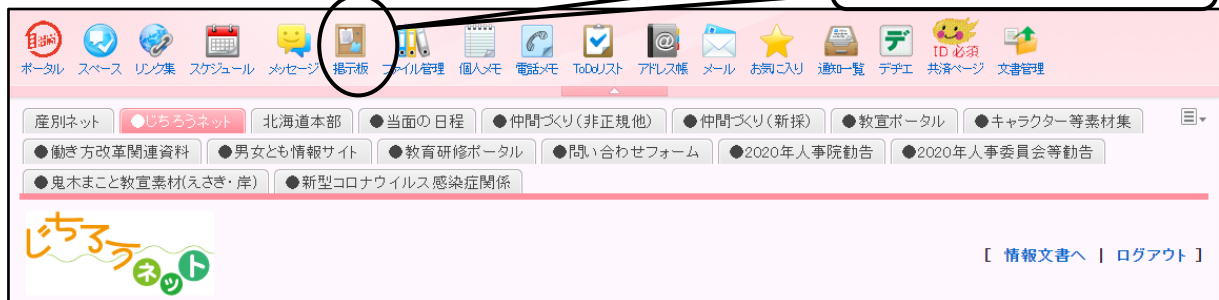 自治労
ポータル スペース リンク集 スケジュール メッセージ 掲示板 ファイル管理 個人メモ 電話メモ ToDoリスト アドレス帳 メール お気に入り 通知一覧 デヂエ 共済ページ 文書管理
デ
ID 必須
産別ネット ●じちろうネット 北海道本部 ●当面の日程 ●仲間づくり(非正規他) ●仲間づくり(新採) ●教宣ポータル ●キャラクター等素材集
●働き方改革関連資料 ●男女とも情報サイト ●教育研修ポータル ●問い合わせフォーム ●2020年人事院勧告 ●2020年人事委員会等勧告
●鬼木まこと教宣素材(えさき・岸) ●新型コロナウイルス感染症関係
じちろうネット
[ 情報文書へ | ログアウト ]